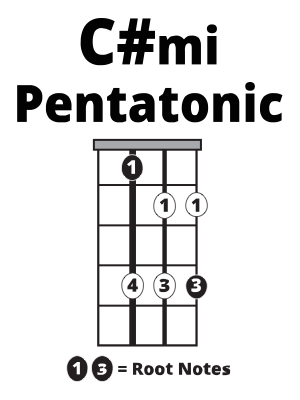 C#mi
Pentatonic
1
1 1
4 3 3
1 3 = Root Notes